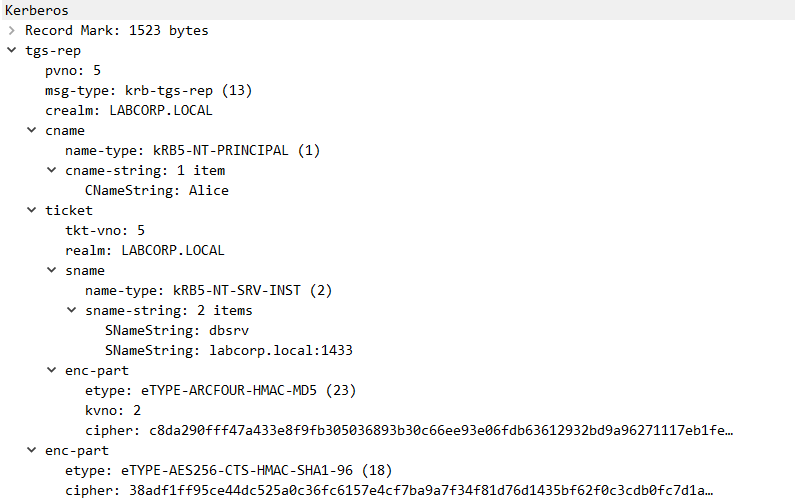 Kerberos
Record Mark: 1523 bytes
tgs-rep
pvno: 5
msg-type: krb-tgs-rep (13)
crealm: LABCORP.LOCAL
cname
name-type: kRB5-NT-PRINCIPAL (1)
cname-string: 1 item
CNameString: Alice
ticket
tkt-vno: 5
realm: LABCORP.LOCAL
sname
name-type: kRB5-NT-SRV-INST (2)
sname-string: 2 items
SNameString: dbsrv
SNameString: labcorp.local:1433
enc-part
etype: eTYPE-ARCFOUR-HMAC-MD5 (23)
kvno: 2
cipher: c8da290fff47a433e8f9fb305036893b30c66ee93e06fdb63612932bd9a96271117eb1fe…
enc-part
etype: eTYPE-AES256-CTS-HMAC-SHA1-96 (18)
cipher: 38adf1ff95ce44dc525a0c36fc6157e4cf7ba9a7f34f81d76d1435bf62f0c3cdb0fc7d1a…